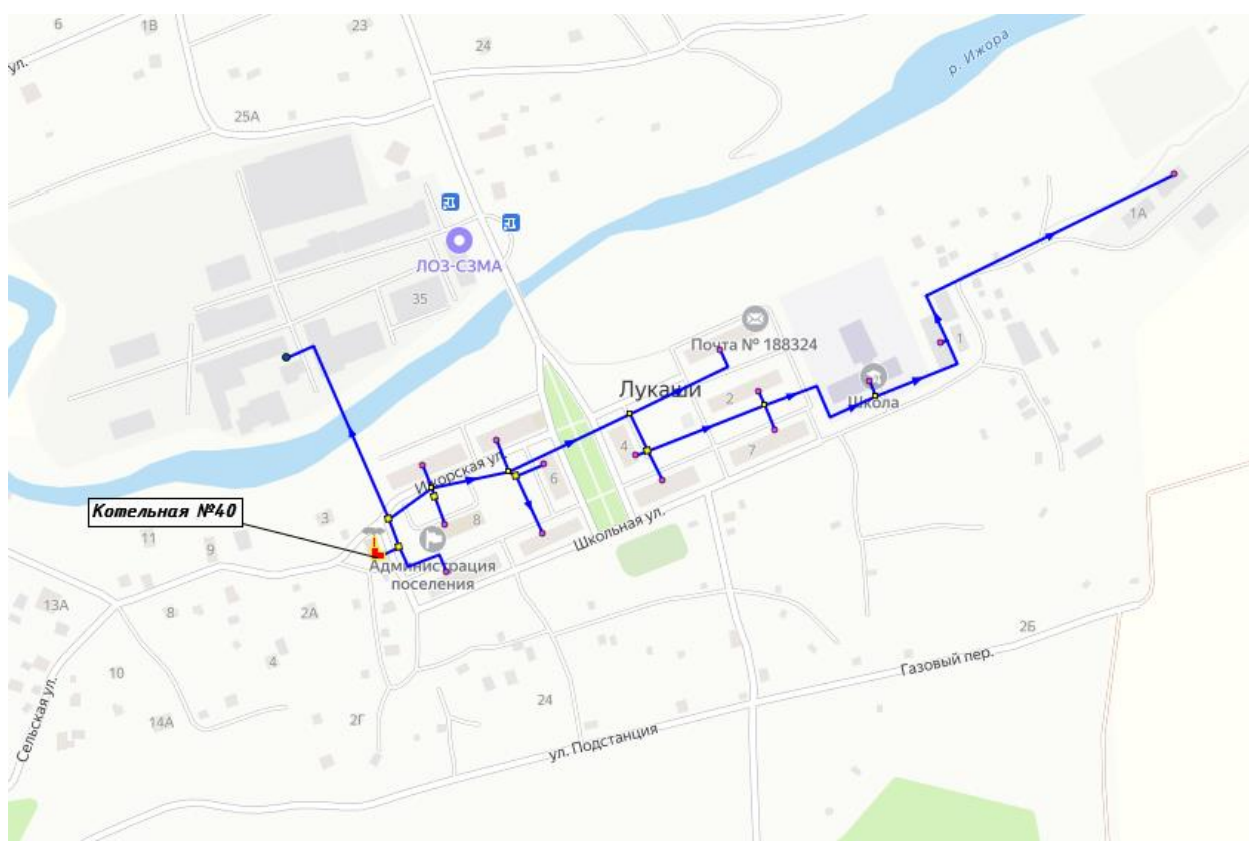 6
1В
23
24
ул.
р. Ижора
25А
ЛОЗ-СЗМА
35
1А
Почта № 188324
1
Лукаши
2
Школа
4
7
Ижорская ул.
6
Котельная №40
3
8
Школьная ул.
11
9
Администрация
поселения
13А
8
2А
26
4
Газовый пер.
10
24
14А
2Г
Сельская ул.
ул. Подстанция